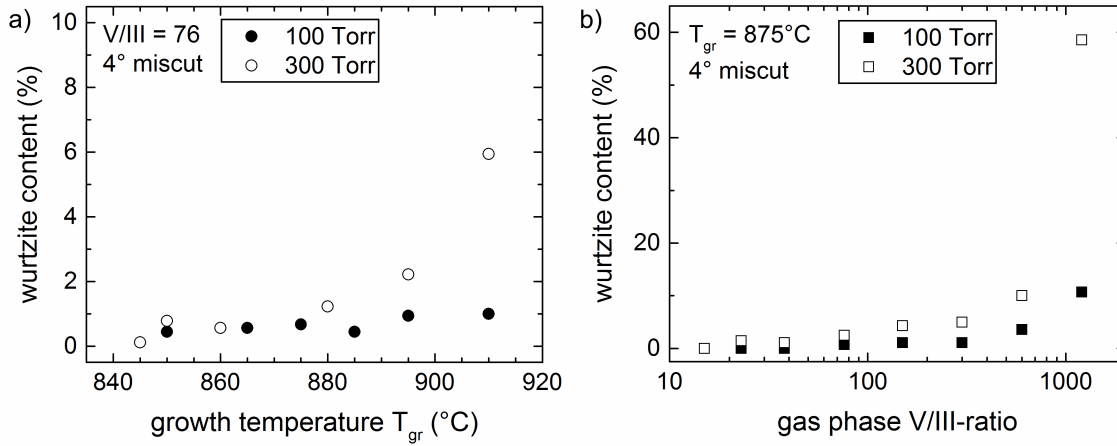 a)
V/III = 76
4° miscut
100 Torr
300 Torr
10
8
6
4
2
0
wurtzite content (%)
840
860
880
900
920
growth temperature T_gr (°C)
b)
T_gr = 875°C
4° miscut
100 Torr
300 Torr
60
40
20
0
wurtzite content (%)
10
100
1000
gas phase V/III-ratio